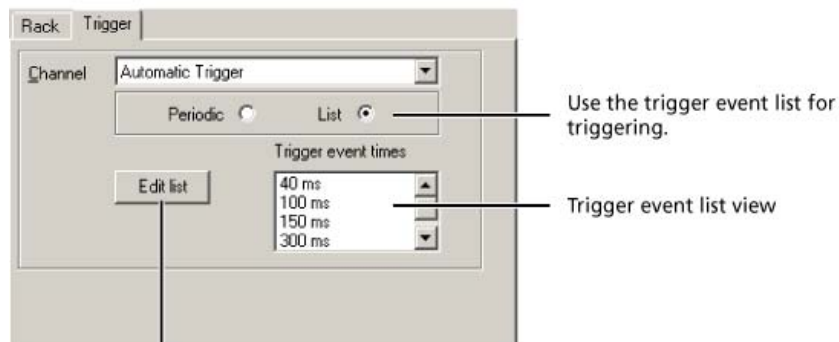 Rack Trigger
Channel Automatic Trigger
Periodic List
Use the trigger event list for
triggering.
Trigger event times
Edit list
40 ms
100 ms
150 ms
300 ms
Trigger event list view